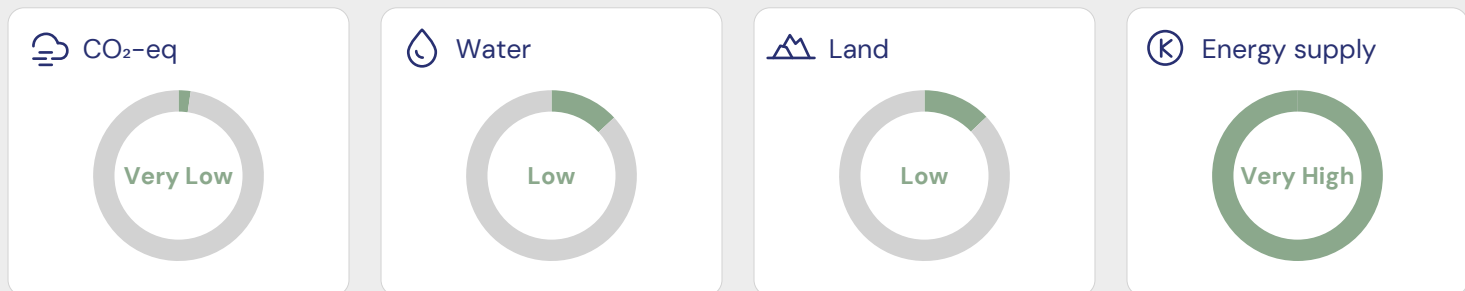 CO₂-eq
Very Low
Water
Low
Land
Low
Energy supply
Very High